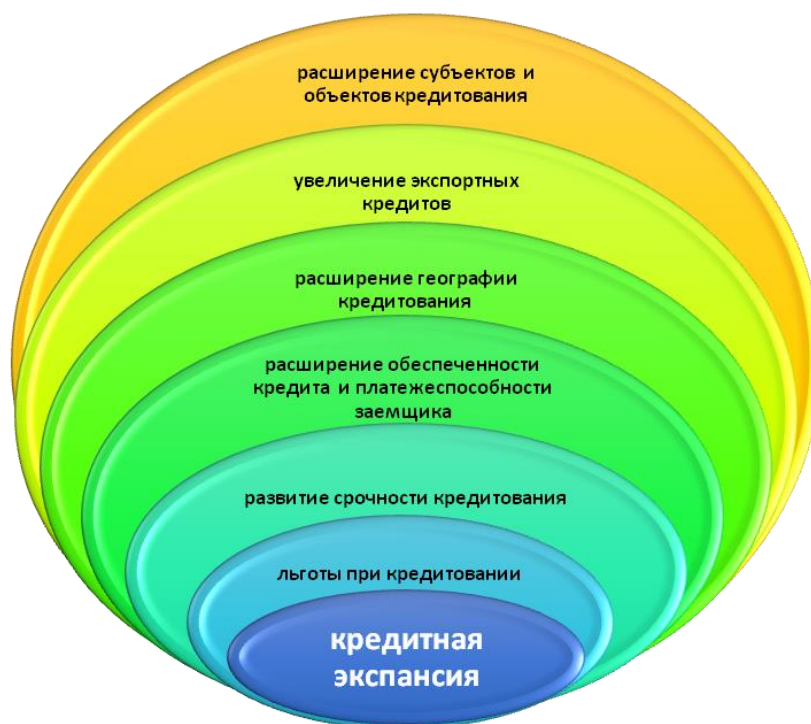 расширение субъектов и
объектов кредитования
увеличение экспортных
кредитов
расширение географии
кредитования
расширение обеспеченности
кредита и платежеспособности
заемщика
развитие срочности кредитования
льготы при кредитовании
кредитная
экспансия